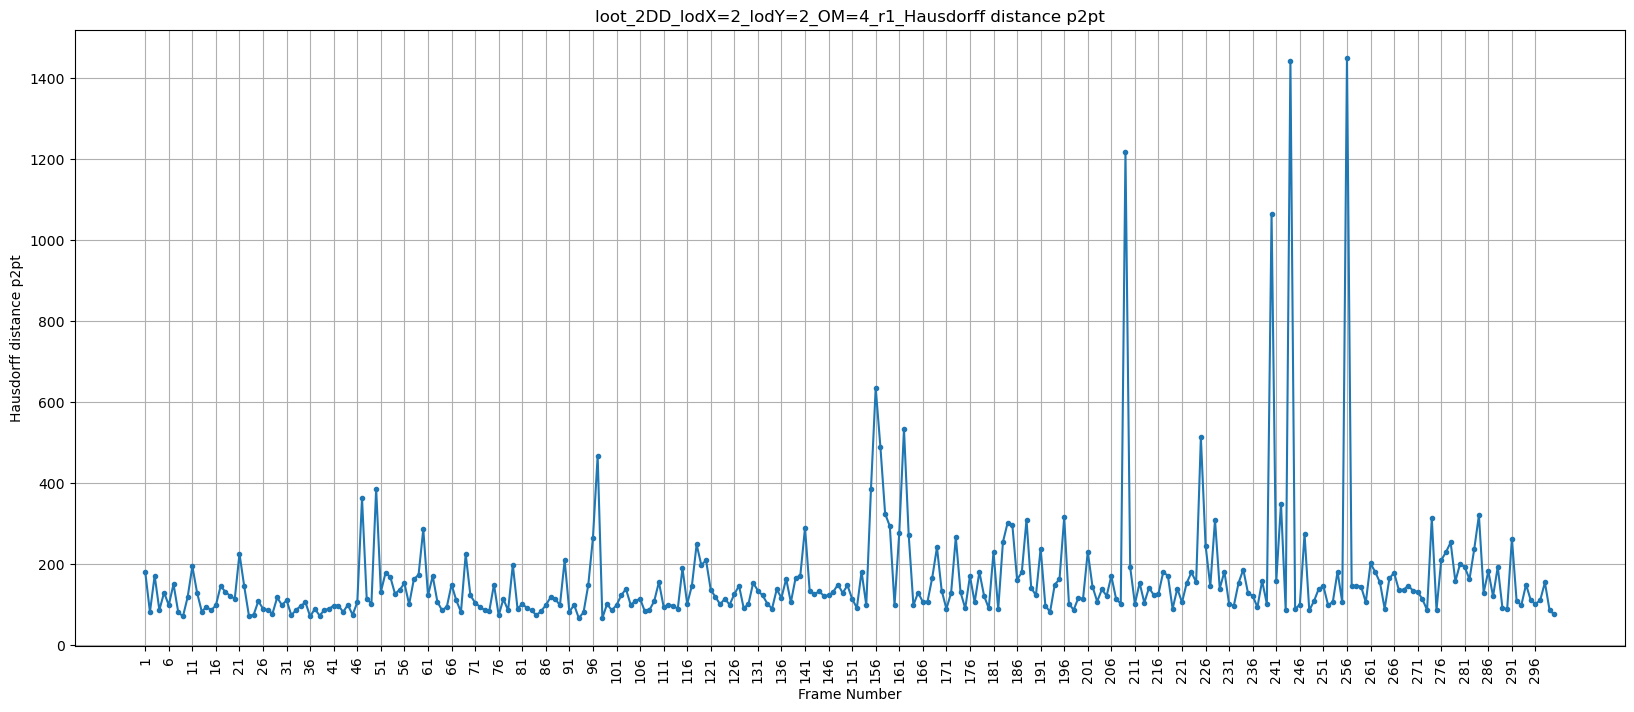 loot_2DD_lodX=2_lodY=2_OM=4_r1_Hausdorff distance p2pt
Hausdorff distance p2pt
1400
1200
1000
800
600
400
200
0
1 6 11 16 21 26 31 36 41 46 51 56 61 66 71 76 81 86 91 96 101 106 111 116 121 126 131 136 141 146 151 156 161 166 171 176 181 186 191 196 201 206 211 216 221 226 231 236 241 246 251 256 261 266 271 276 281 286 291 296
Frame Number